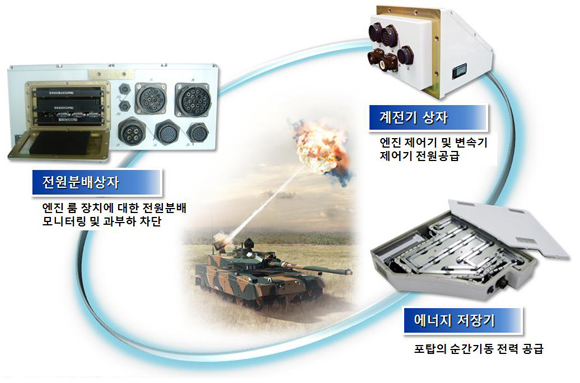 계전기 상자
엔진 제어기 및 변속기
제어기 전원공급
전원분배상자
엔진 룸 장치에 대한 전원분배
모니터링 및 과부하 차단
에너지 저장기
포탑의 순간기동 전력 공급